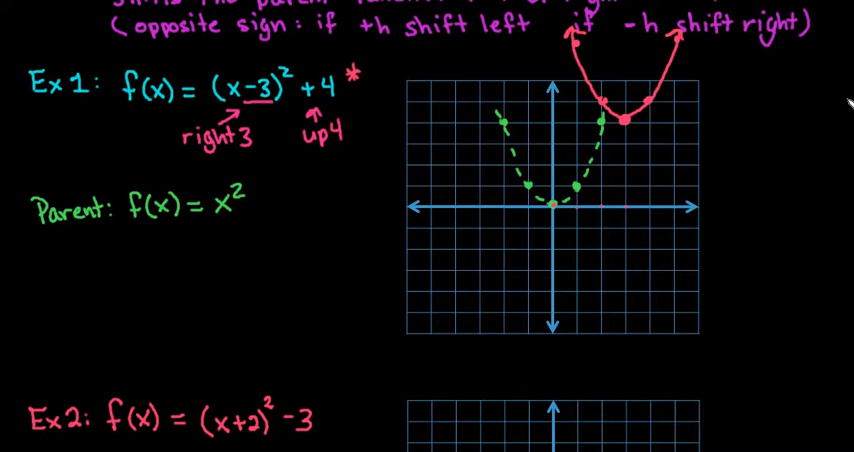 (opposite sign: if +h shift left if -h shift right)
Ex 1: f(x) = (x-3)² + 4 *
right 3
up 4
Parent: f(x) = x²
Ex 2: f(x) = (x+2)² - 3